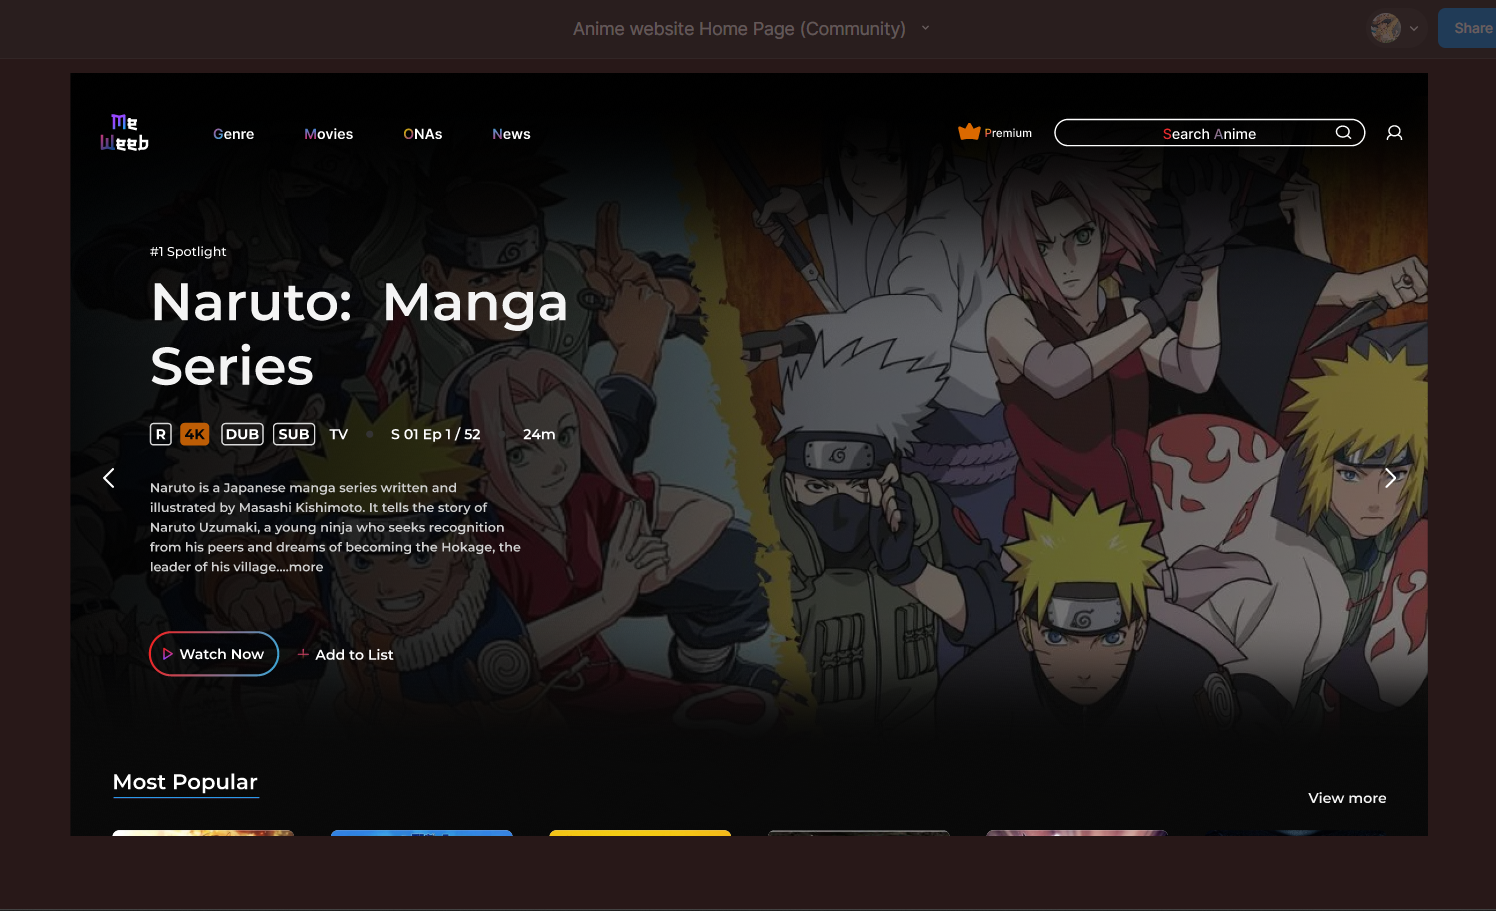 Anime website Home Page (Community)
Share
Me
Weeb
Genre
Movies
ONAs
News
Premium
Search Anime
#1 Spotlight
Naruto: Manga
Series
R
4K
DUB
SUB
TV
S 01 Ep 1 / 52
24m
Naruto is a Japanese manga series written and
illustrated by Masashi Kishimoto. It tells the story of
Naruto Uzumaki, a young ninja who seeks recognition
from his peers and dreams of becoming the Hokage, the
leader of his village....more
Watch Now
Add to List
Most Popular
View more